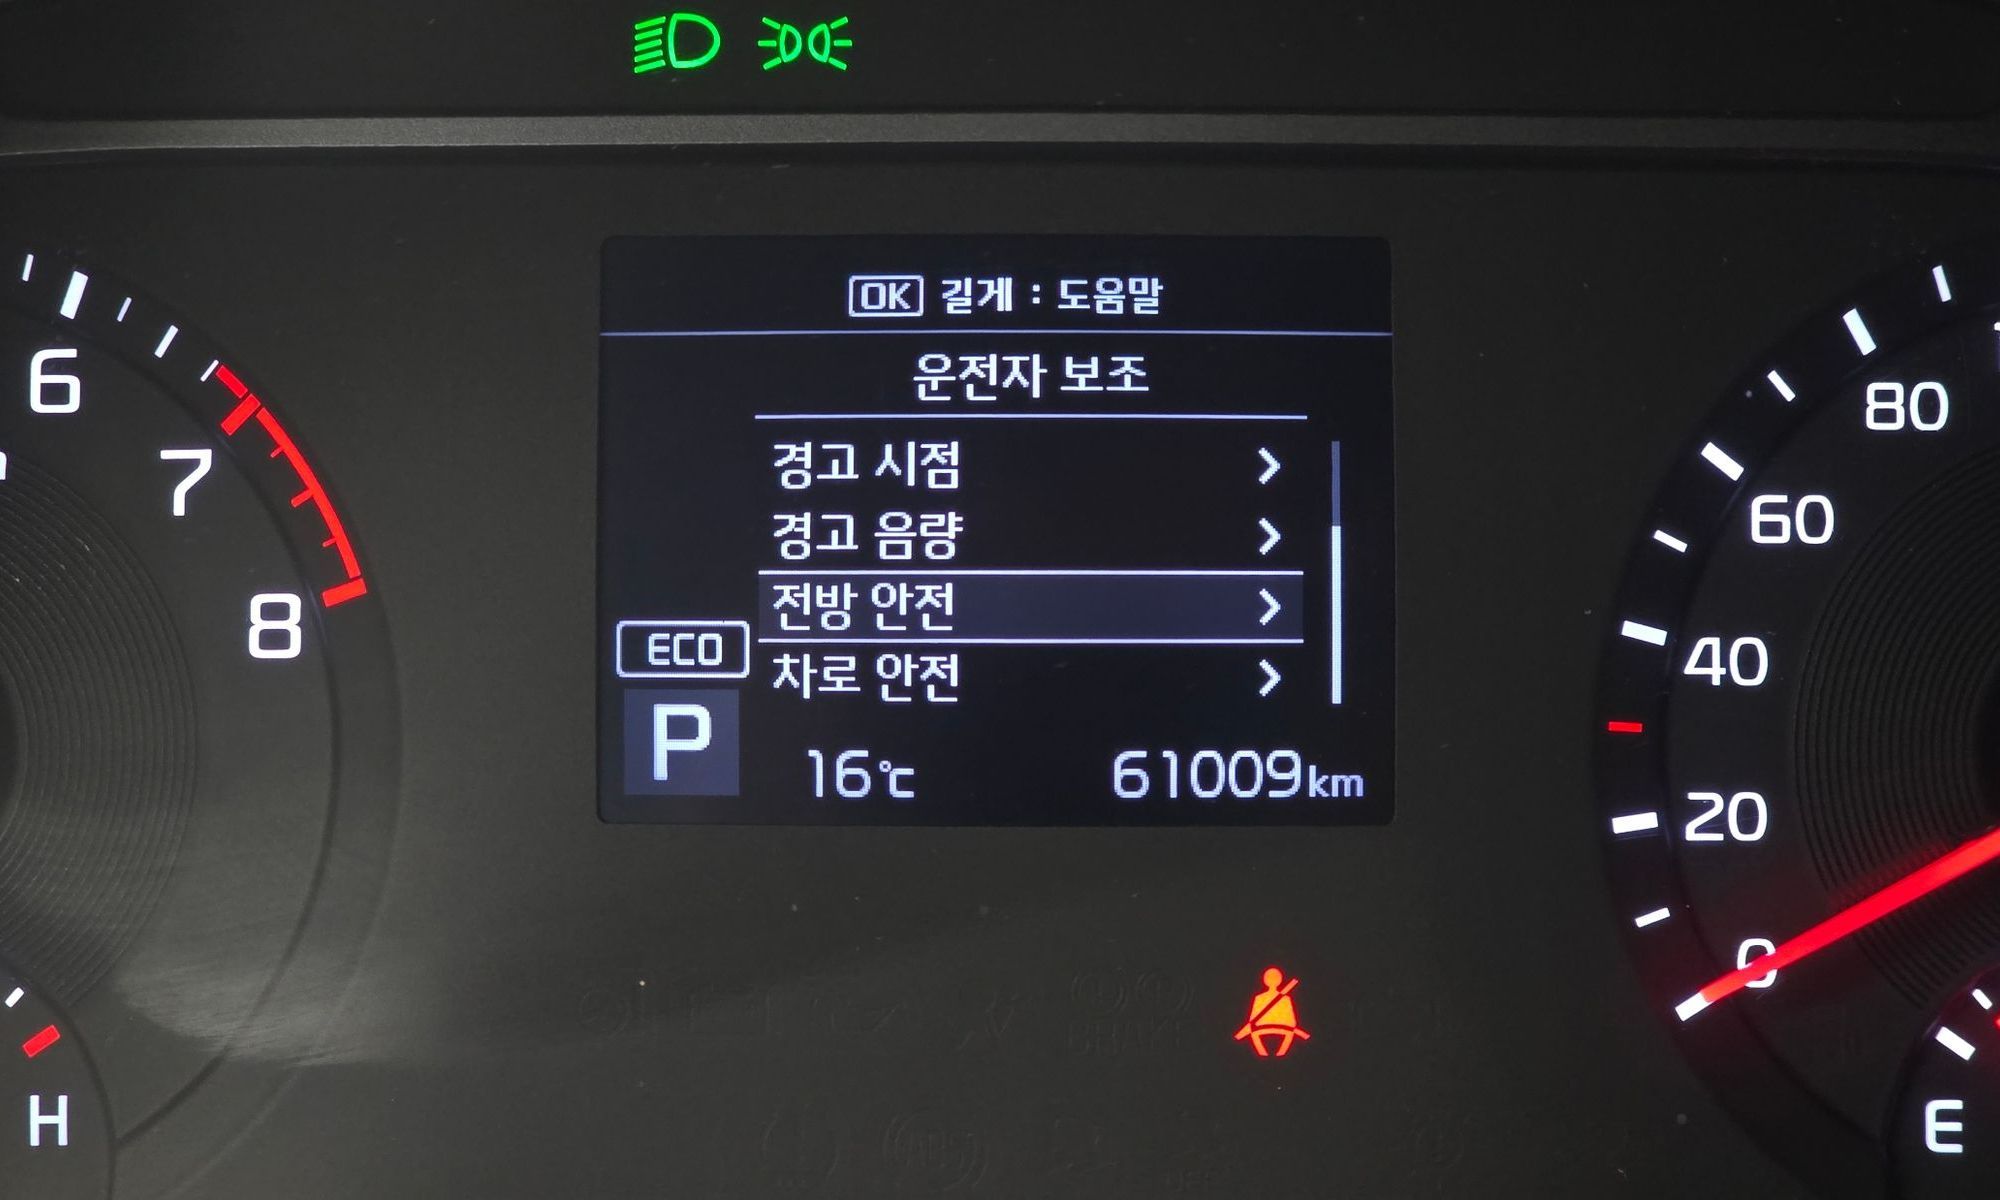 OK 길게 : 도움말
운전자 보조
경고 시점 >
경고 음량 >
전방 안전 >
차로 안전 >
ECO
P
16℃ 61009km
6
7
8
H
80
60
40
20
0
E